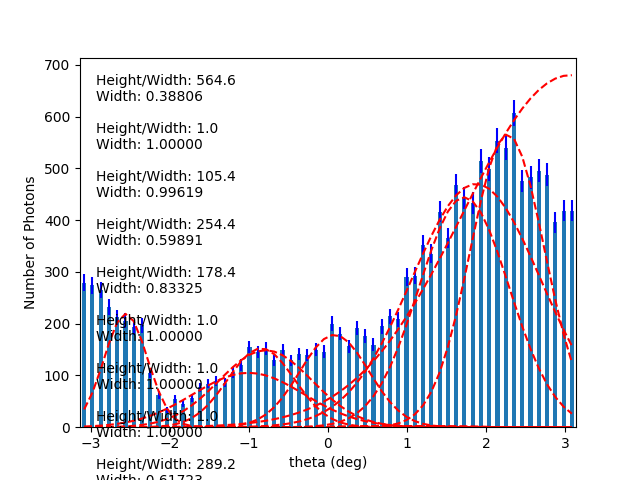 700
600
500
400
300
200
100
0
Number of Photons
Height/Width: 564.6
Width: 0.38806
Height/Width: 1.0
Width: 1.00000
Height/Width: 105.4
Width: 0.99619
Height/Width: 254.4
Width: 0.59891
Height/Width: 178.4
Width: 0.83325
Height/Width: 1.0
Width: 1.00000
Height/Width: 1.0
Width: 1.00000
Height/Width: 1.0
Width: 1.00000
Height/Width: 289.2
Width: 0.61723
−3 −2 −1 0 1 2 3
theta (deg)